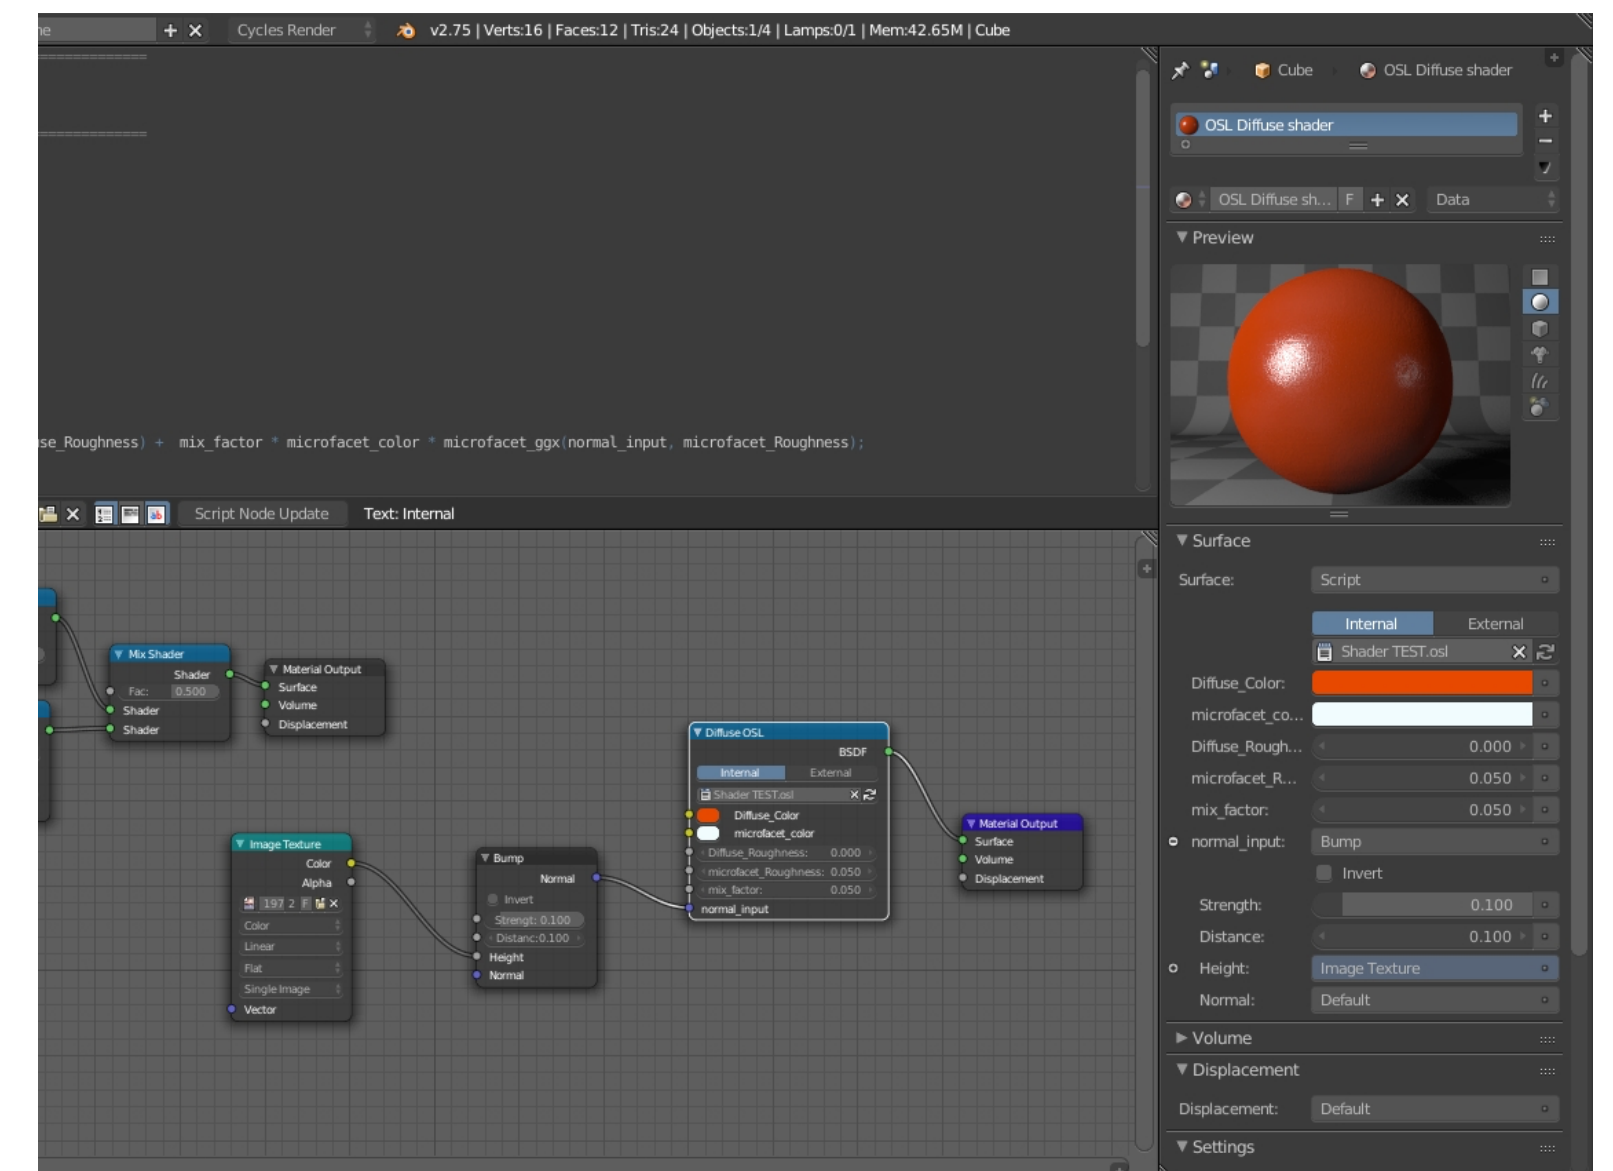 ne
Cycles Render
v2.75 | Verts:16 | Faces:12 | Tris:24 | Objects:1/4 | Lamps:0/1 | Mem:42.65M | Cube
=====================
=====================
use_Roughness) + mix_factor * microfacet_color * microfacet_ggx(normal_input, microfacet_Roughness);
Script Node Update
Text: Internal
Mix Shader
Shader
Fac: 0.500
Shader
Shader
Material Output
Surface
Volume
Displacement
Image Texture
Color
Alpha
197 2 F
Color
Linear
Flat
Single Image
Vector
Bump
Normal
Invert
Strengt: 0.100
Distanc:0.100
Height
Normal
Diffuse OSL
BSDF
Internal External
Shader TEST.osl
Diffuse_Color
microfacet_color
Diffuse_Roughness: 0.000
microfacet_Roughness: 0.050
mix_factor: 0.050
normal_input
Material Output
Surface
Volume
Displacement
Cube OSL Diffuse shader
OSL Diffuse shader
OSL Diffuse sh... F Data
Preview
Surface
Surface: Script
Internal External
Shader TEST.osl
Diffuse_Color:
microfacet_co...
Diffuse_Rough... 0.000
microfacet_R... 0.050
mix_factor: 0.050
normal_input: Bump
Invert
Strength: 0.100
Distance: 0.100
Height: Image Texture
Normal: Default
Volume
Displacement
Displacement: Default
Settings